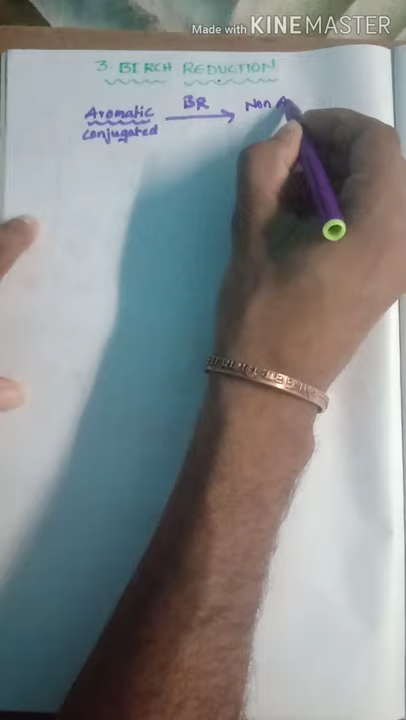 Made with KINEMASTER
3. BIRCH REDUCTION
Aromatic BR Non A
conjugated